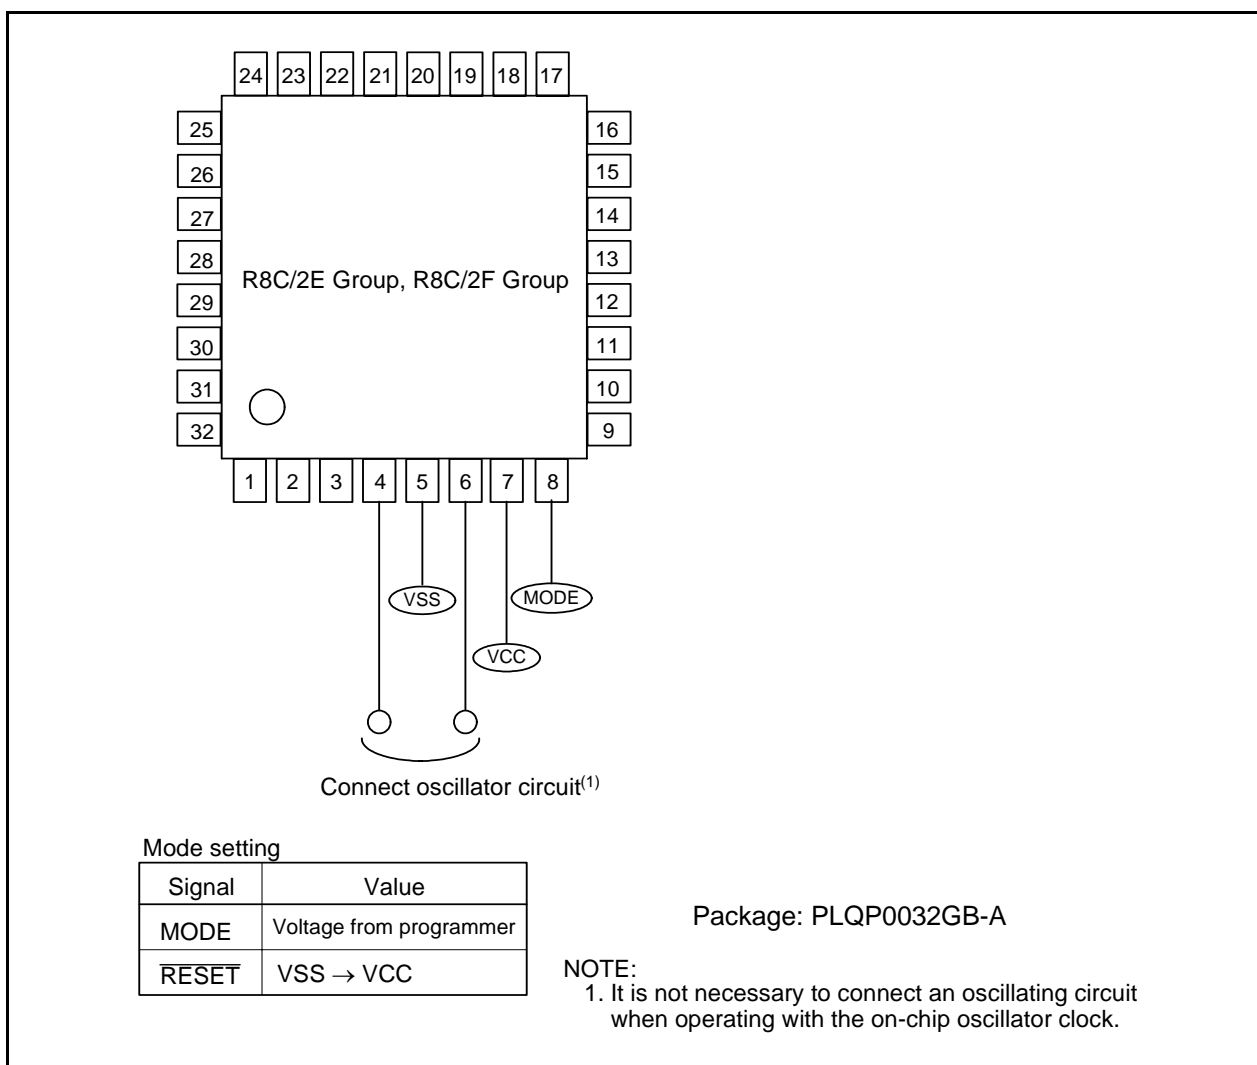 24 23 22 21 20 19 18 17
25 16
26 15
27 14
28 13
R8C/2E Group, R8C/2F Group
29 12
30 11
31 10
32 9
1 2 3 4 5 6 7 8
VSS MODE
VCC
Connect oscillator circuit(1)
Mode setting
Signal Value
MODE Voltage from programmer
RESET VSS → VCC
Package: PLQP0032GB-A
NOTE:
1. It is not necessary to connect an oscillating circuit
when operating with the on-chip oscillator clock.